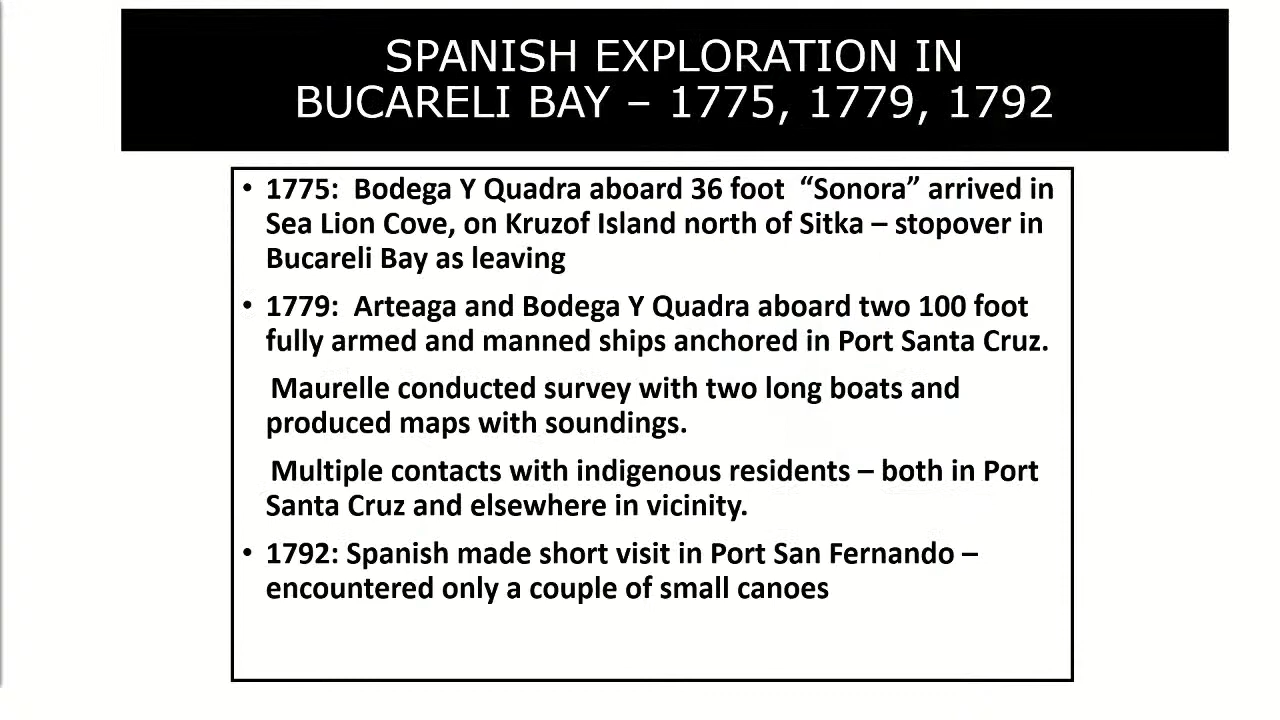 SPANISH EXPLORATION IN
BUCARELI BAY – 1775, 1779, 1792
• 1775:  Bodega Y Quadra aboard 36 foot  “Sonora” arrived in
Sea Lion Cove, on Kruzof Island north of Sitka – stopover in
Bucareli Bay as leaving
• 1779:  Arteaga and Bodega Y Quadra aboard two 100 foot
fully armed and manned ships anchored in Port Santa Cruz.
Maurelle conducted survey with two long boats and
produced maps with soundings.
Multiple contacts with indigenous residents – both in Port
Santa Cruz and elsewhere in vicinity.
• 1792: Spanish made short visit in Port San Fernando –
encountered only a couple of small canoes